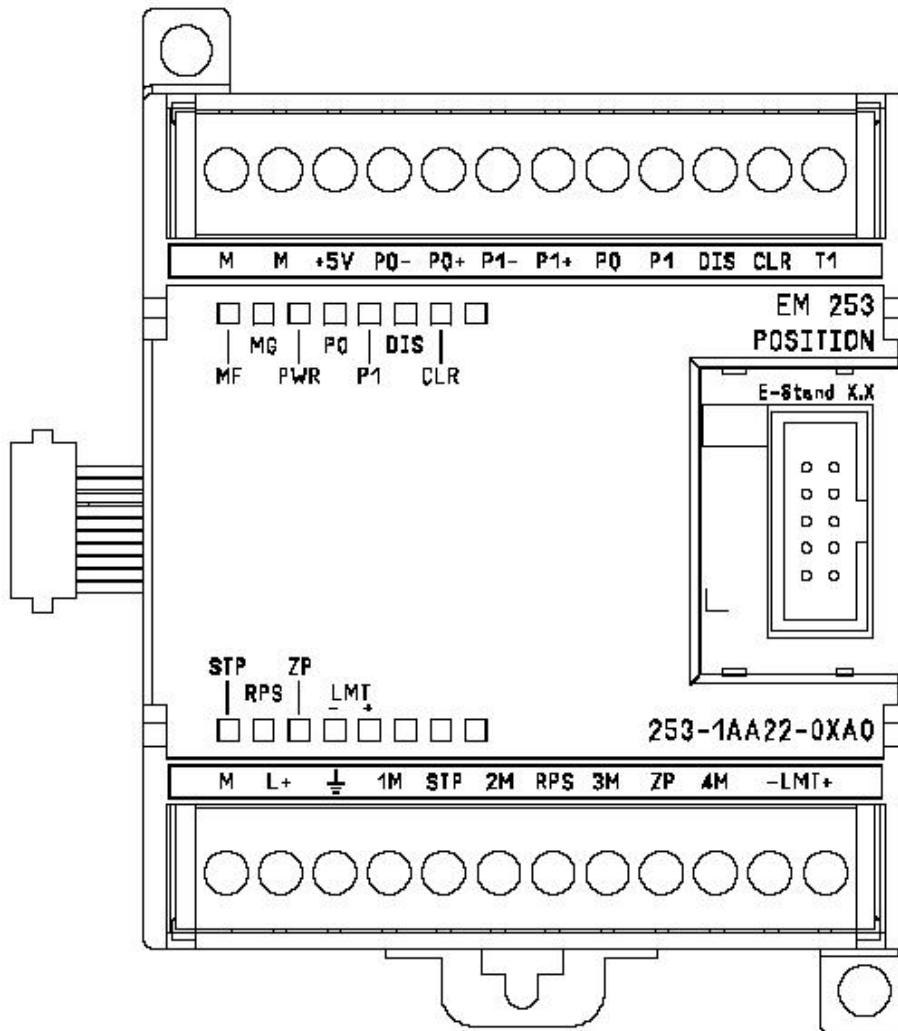 M M +5V P0- P0+ P1- P1+ P0 P1 DIS CLR T1
EM 253
POSITION
MG P0 DIS
MF PWR P1 CLR
E-Stand X.X
STP ZP
RPS LMT
- +
253-1AA22-0XA0
M L+ ⏚ 1M STP 2M RPS 3M ZP 4M -LMT+